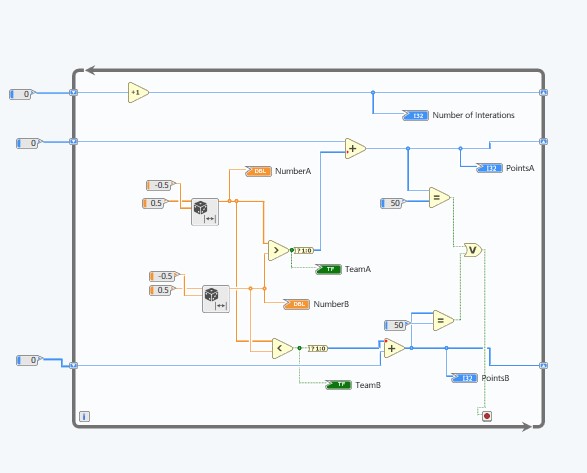 0
+1
I32
Number of Interations
0
+
I32
PointsA
DBL
NumberA
-0.5
0.5
50
=
>
?1:0
V
TF
TeamA
-0.5
0.5
DBL
NumberB
50
=
<
?1:0
+
0
I32
PointsB
TF
TeamB
i